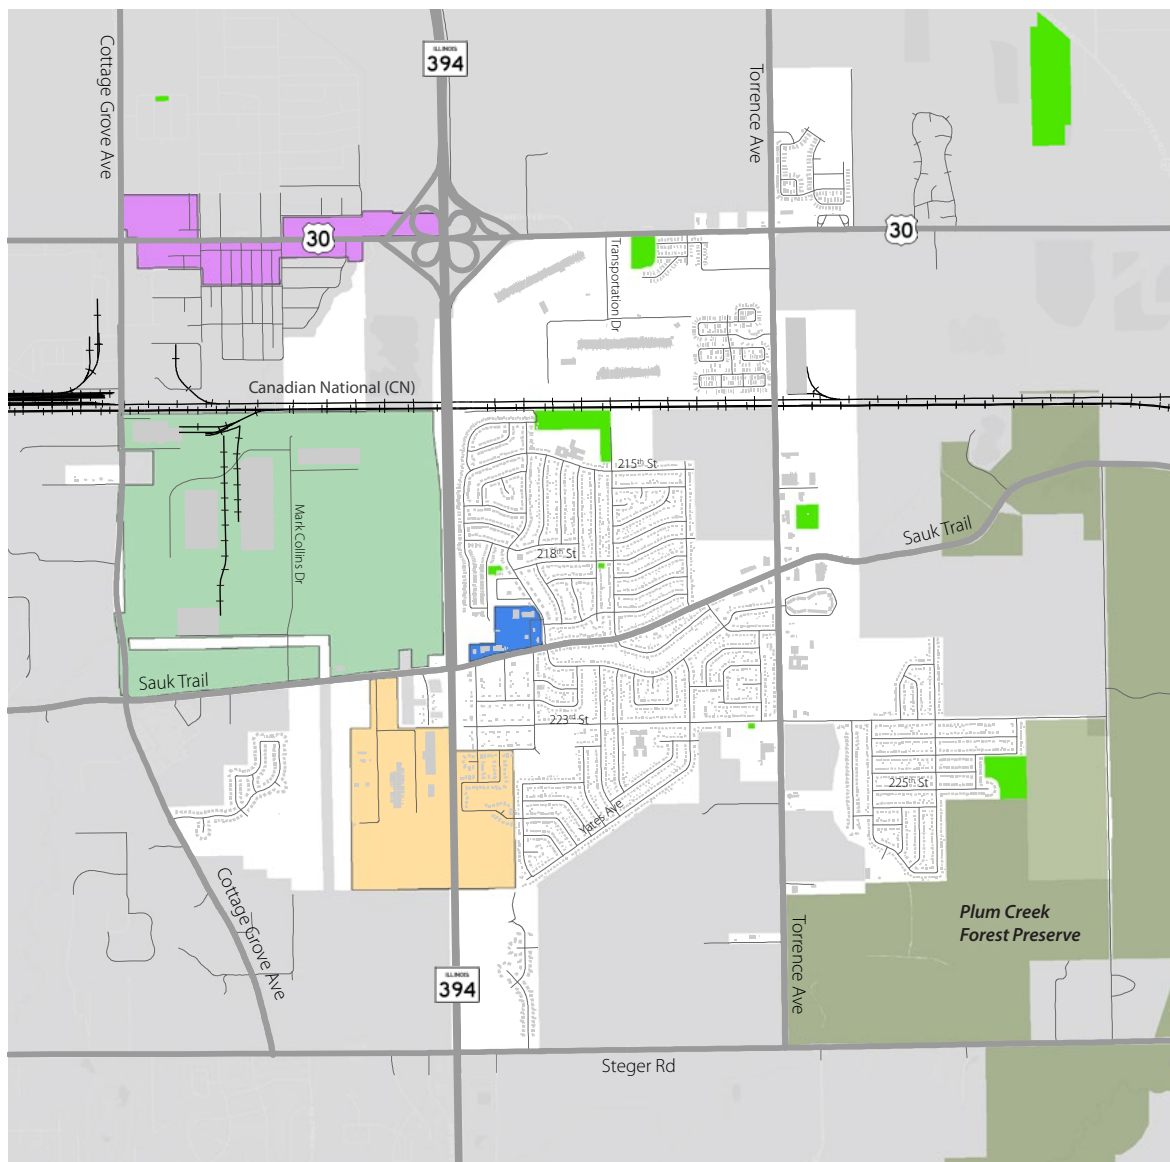 Cottage Grove Ave
ILLINOIS
394
Torrence Ave
30
30
Transportation Dr
Canadian National (CN)
215th St
Mark Collins Dr
218th St
Sauk Trail
Sauk Trail
223rd St
225th St
Yates Ave
Cottage Grove Ave
Plum Creek
Forest Preserve
Torrence Ave
ILLINOIS
394
Steger Rd